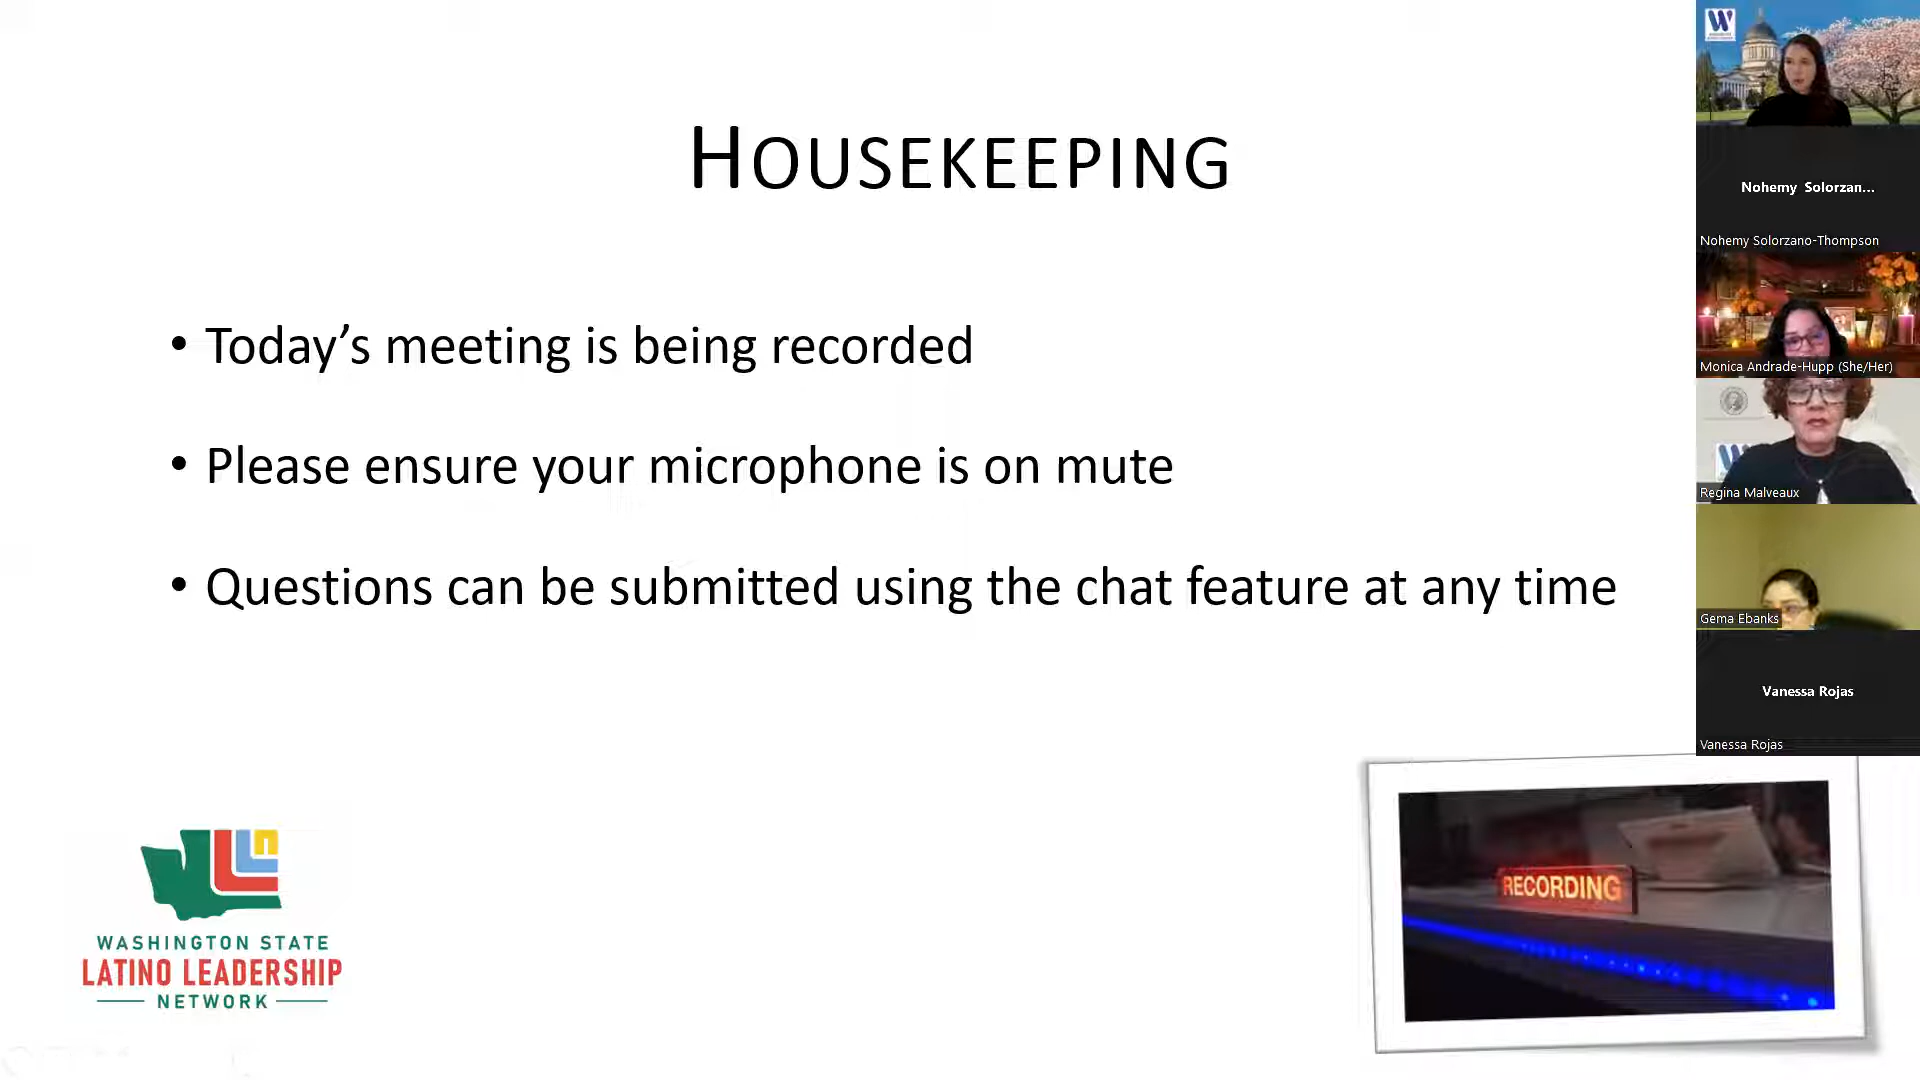 HOUSEKEEPING
• Today’s meeting is being recorded
• Please ensure your microphone is on mute
• Questions can be submitted using the chat feature at any time
WASHINGTON STATE
LATINO LEADERSHIP
NETWORK
RECORDING
W
Nohemy Solorzan...
Nohemy Solorzano-Thompson
Monica Andrade-Hupp (She/Her)
W
Regina Malveaux
Gema Ebanks
Vanessa Rojas
Vanessa Rojas